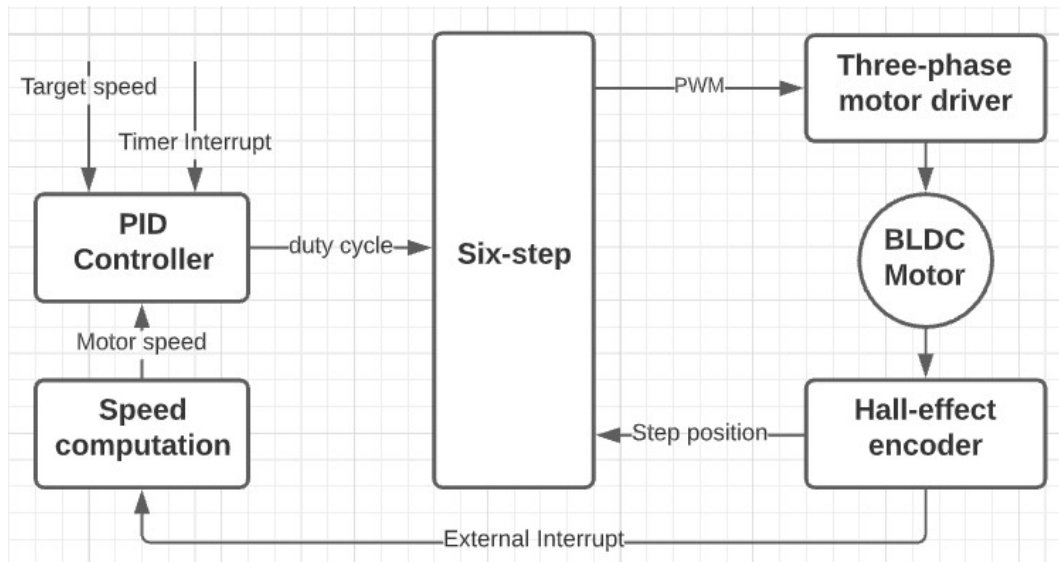 Target speed
Timer Interrupt
PID
Controller
duty cycle
Motor speed
Speed
computation
Six-step
PWM
Three-phase
motor driver
BLDC
Motor
Hall-effect
encoder
Step position
External Interrupt